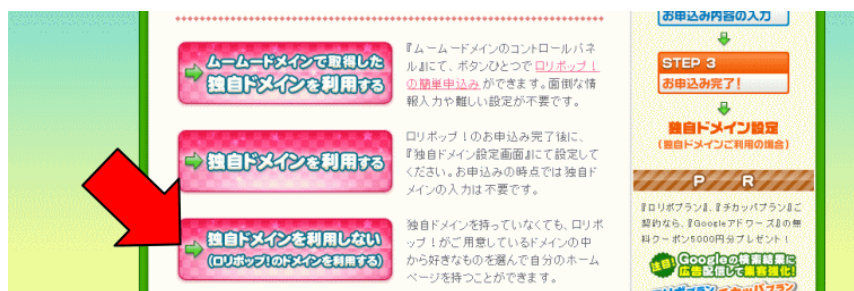 ムームードメインで取得した
独自ドメインを利用する
『ムームードメインのコントロールパネ
ル』にて、ボタンひとつでロリポップ！
の簡単申込みができます。面倒な情
報入力や難しい設定が不要です。
独自ドメインを利用する
ロリポップ！のお申込み完了後に、
『独自ドメイン設定画面』にて設定して
ください。お申込みの時点では独自ド
メインの入力は不要です。
独自ドメインを利用しない
(ロリポップ!のドメインを利用する)
独自ドメインを持っていなくても、ロリポ
ップ！がご用意しているドメインの中
から好きなものを選んで自分のホーム
ページを持つことができます。
お申込み内容の入力
STEP 3
お申込み完了!
独自ドメイン設定
(独自ドメインご利用の場合)
P R
『ロリポプラン』、『チカッパプラン』ご
契約なら、『Googleアドワーズ』の無
料クーポン5000円分プレゼント！
注目! Googleの検索結果に
広告配信して集客強化!
ロリポプラン チカッパプラン